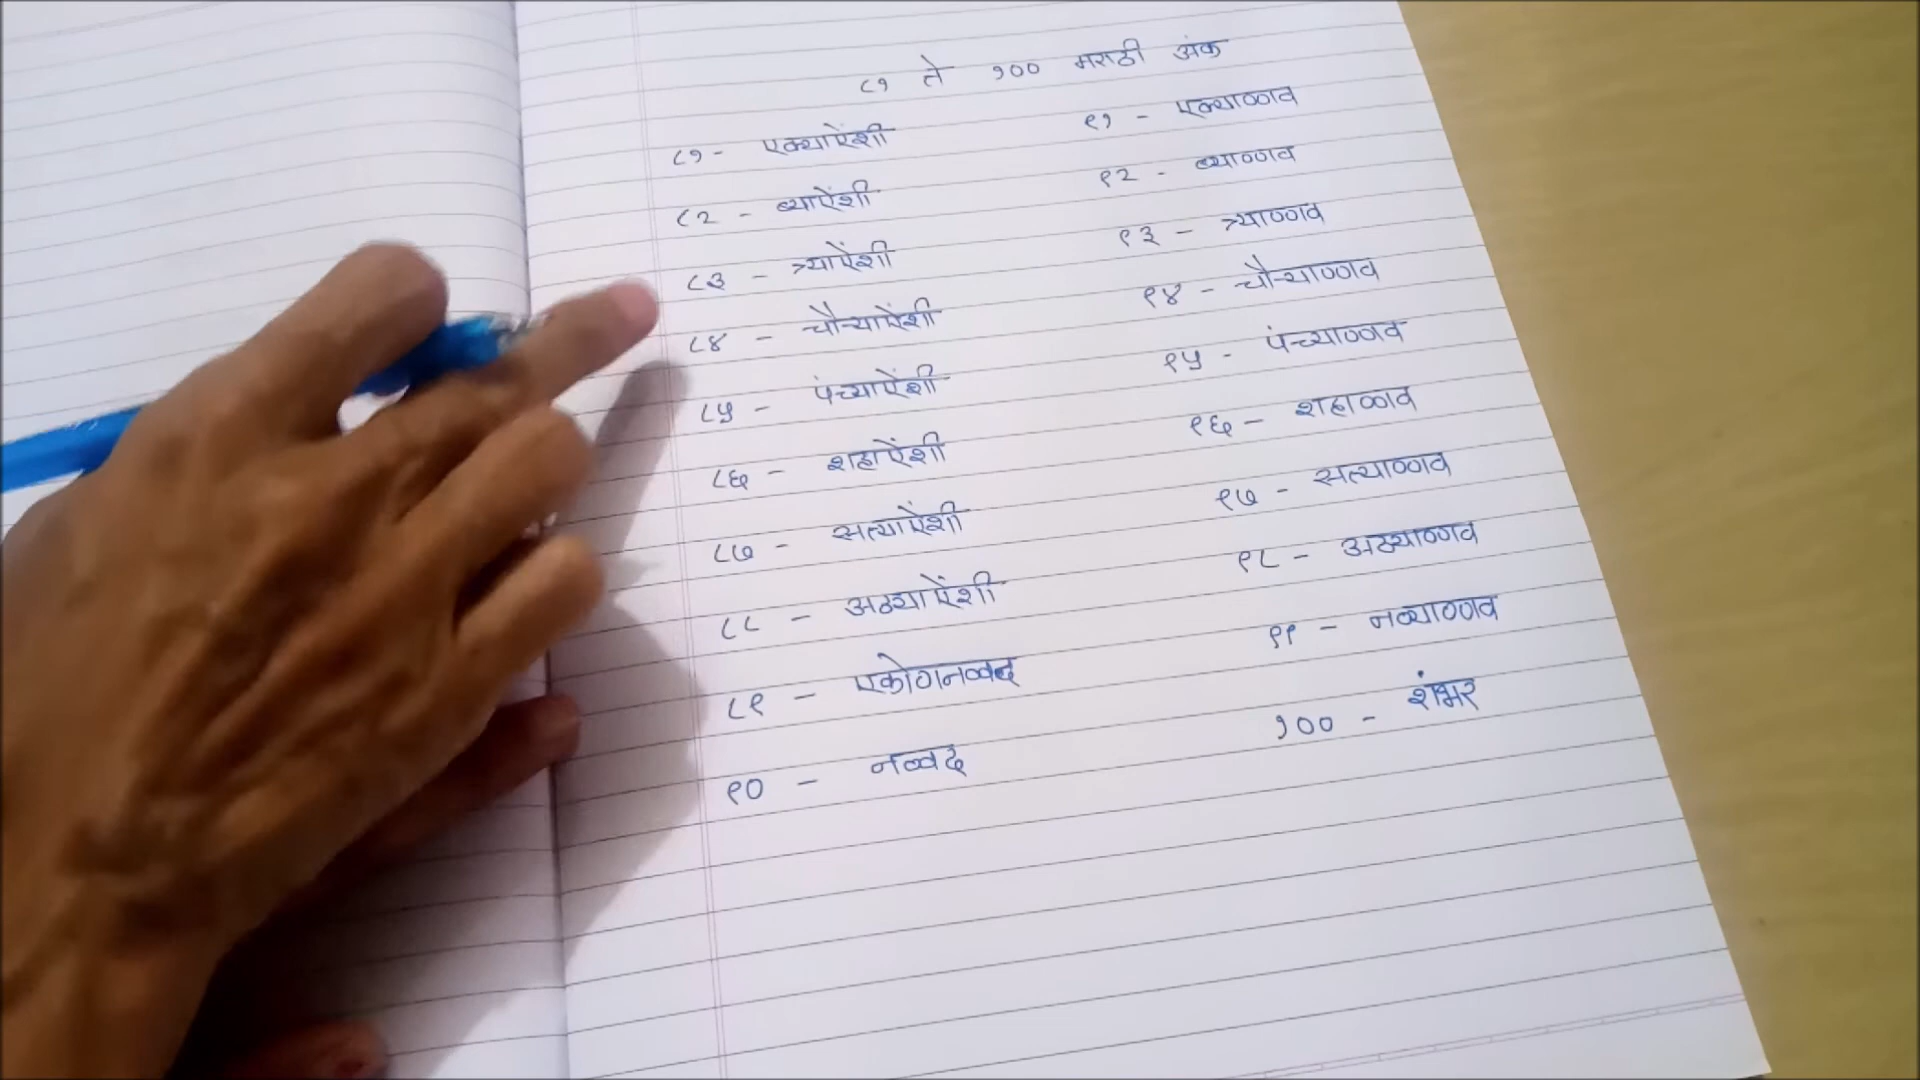 ८१ ते १०० मराठी अंक
८१ - एक्याऐंशी
८२ - ब्याऐंशी
८३ - त्र्याऐंशी
८४ - चौऱ्याऐंशी
८५ - पंच्याऐंशी
८६ - शहाऐंशी
८७ - सत्याऐंशी
८८ - अठ्याऐंशी
८९ - एकोणनव्वद
९० - नव्वद
९१ - एक्याण्णव
९२ - ब्याण्णव
९३ - त्र्याण्णव
९४ - चौऱ्याण्णव
९५ - पंच्याण्णव
९६ - शहाण्णव
९७ - सत्याण्णव
९८ - अठ्याण्णव
९९ - नव्याण्णव
१०० - शंभर